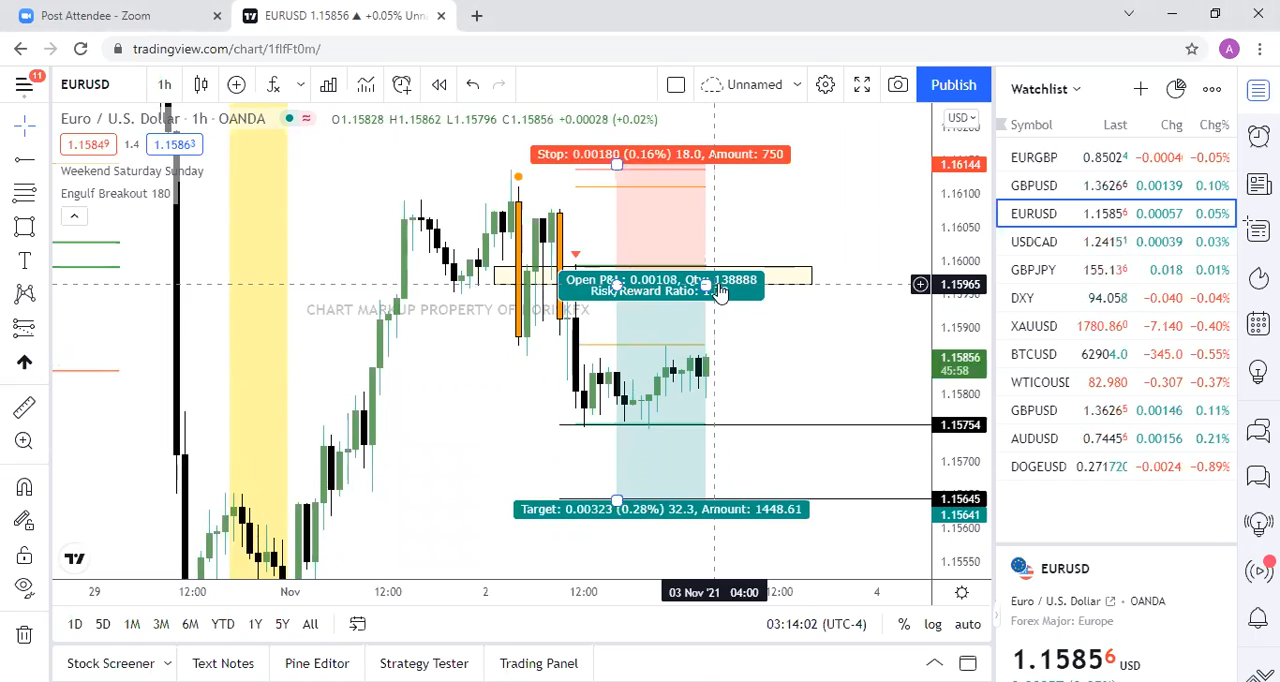 Post Attendee - Zoom
EURUSD 1.15856 ▲ +0.05% Unna
tradingview.com/chart/1flfFt0m/
A
11
EURUSD
1h
Unnamed
Publish
Watchlist
Euro / U.S. Dollar · 1h · OANDA
O1.15828 H1.15862 L1.15796 C1.15856 +0.00028 (+0.02%)
USD
1.15849
1.4
1.15863
Weekend Saturday Sunday
Engulf Breakout 180
Stop: 0.00180 (0.16%) 18.0, Amount: 750
Open P&L: 0.00108, Qty: 138888
Risk/Reward Ratio:
CHART MARKUP PROPERTY OF
Target: 0.00323 (0.28%) 32.3, Amount: 1448.61
1.16144
1.16100
1.16050
1.16000
1.15965
1.15900
1.15856
45:58
1.15800
1.15754
1.15700
1.15645
1.15641
1.15600
1.15550
29
12:00
Nov
12:00
2
12:00
03 Nov '21 04:00
12:00
4
1D
5D
1M
3M
6M
YTD
1Y
5Y
All
03:14:02 (UTC-4)
%
log
auto
Stock Screener
Text Notes
Pine Editor
Strategy Tester
Trading Panel
Symbol Last Chg Chg%
EURGBP 0.85024 −0.0004 −0.05%
GBPUSD 1.36266 0.00139 0.10%
EURUSD 1.15856 0.00057 0.05%
USDCAD 1.24151 0.00039 0.03%
GBPJPY 155.136 0.018 0.01%
DXY 94.058 −0.040 −0.04%
XAUUSD 1780.860 −7.140 −0.40%
BTCUSD 62904.0 −345.0 −0.55%
WTICOUSD 82.980 −0.307 −0.37%
GBPUSD 1.36265 0.00146 0.11%
AUDUSD 0.74456 0.00156 0.21%
DOGEUSD 0.271720 −0.0024 −0.89%
EURUSD
Euro / U.S. Dollar · OANDA
Forex Major: Europe
1.15856 USD